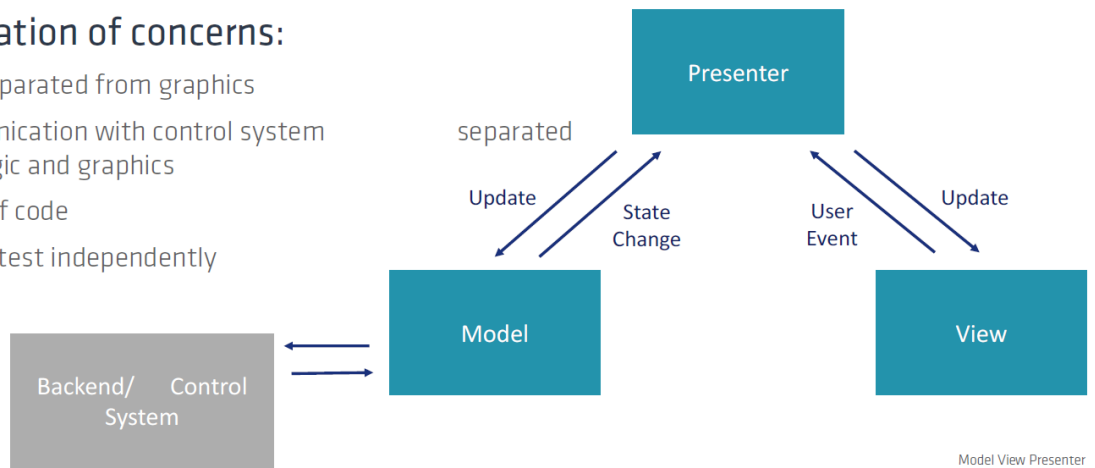 ation of concerns:
parated from graphics
nication with control system separated
gic and graphics
f code
test independently
Presenter
Update
State
Change
User
Event
Update
Model
View
Backend/ Control
System
Model View Presenter